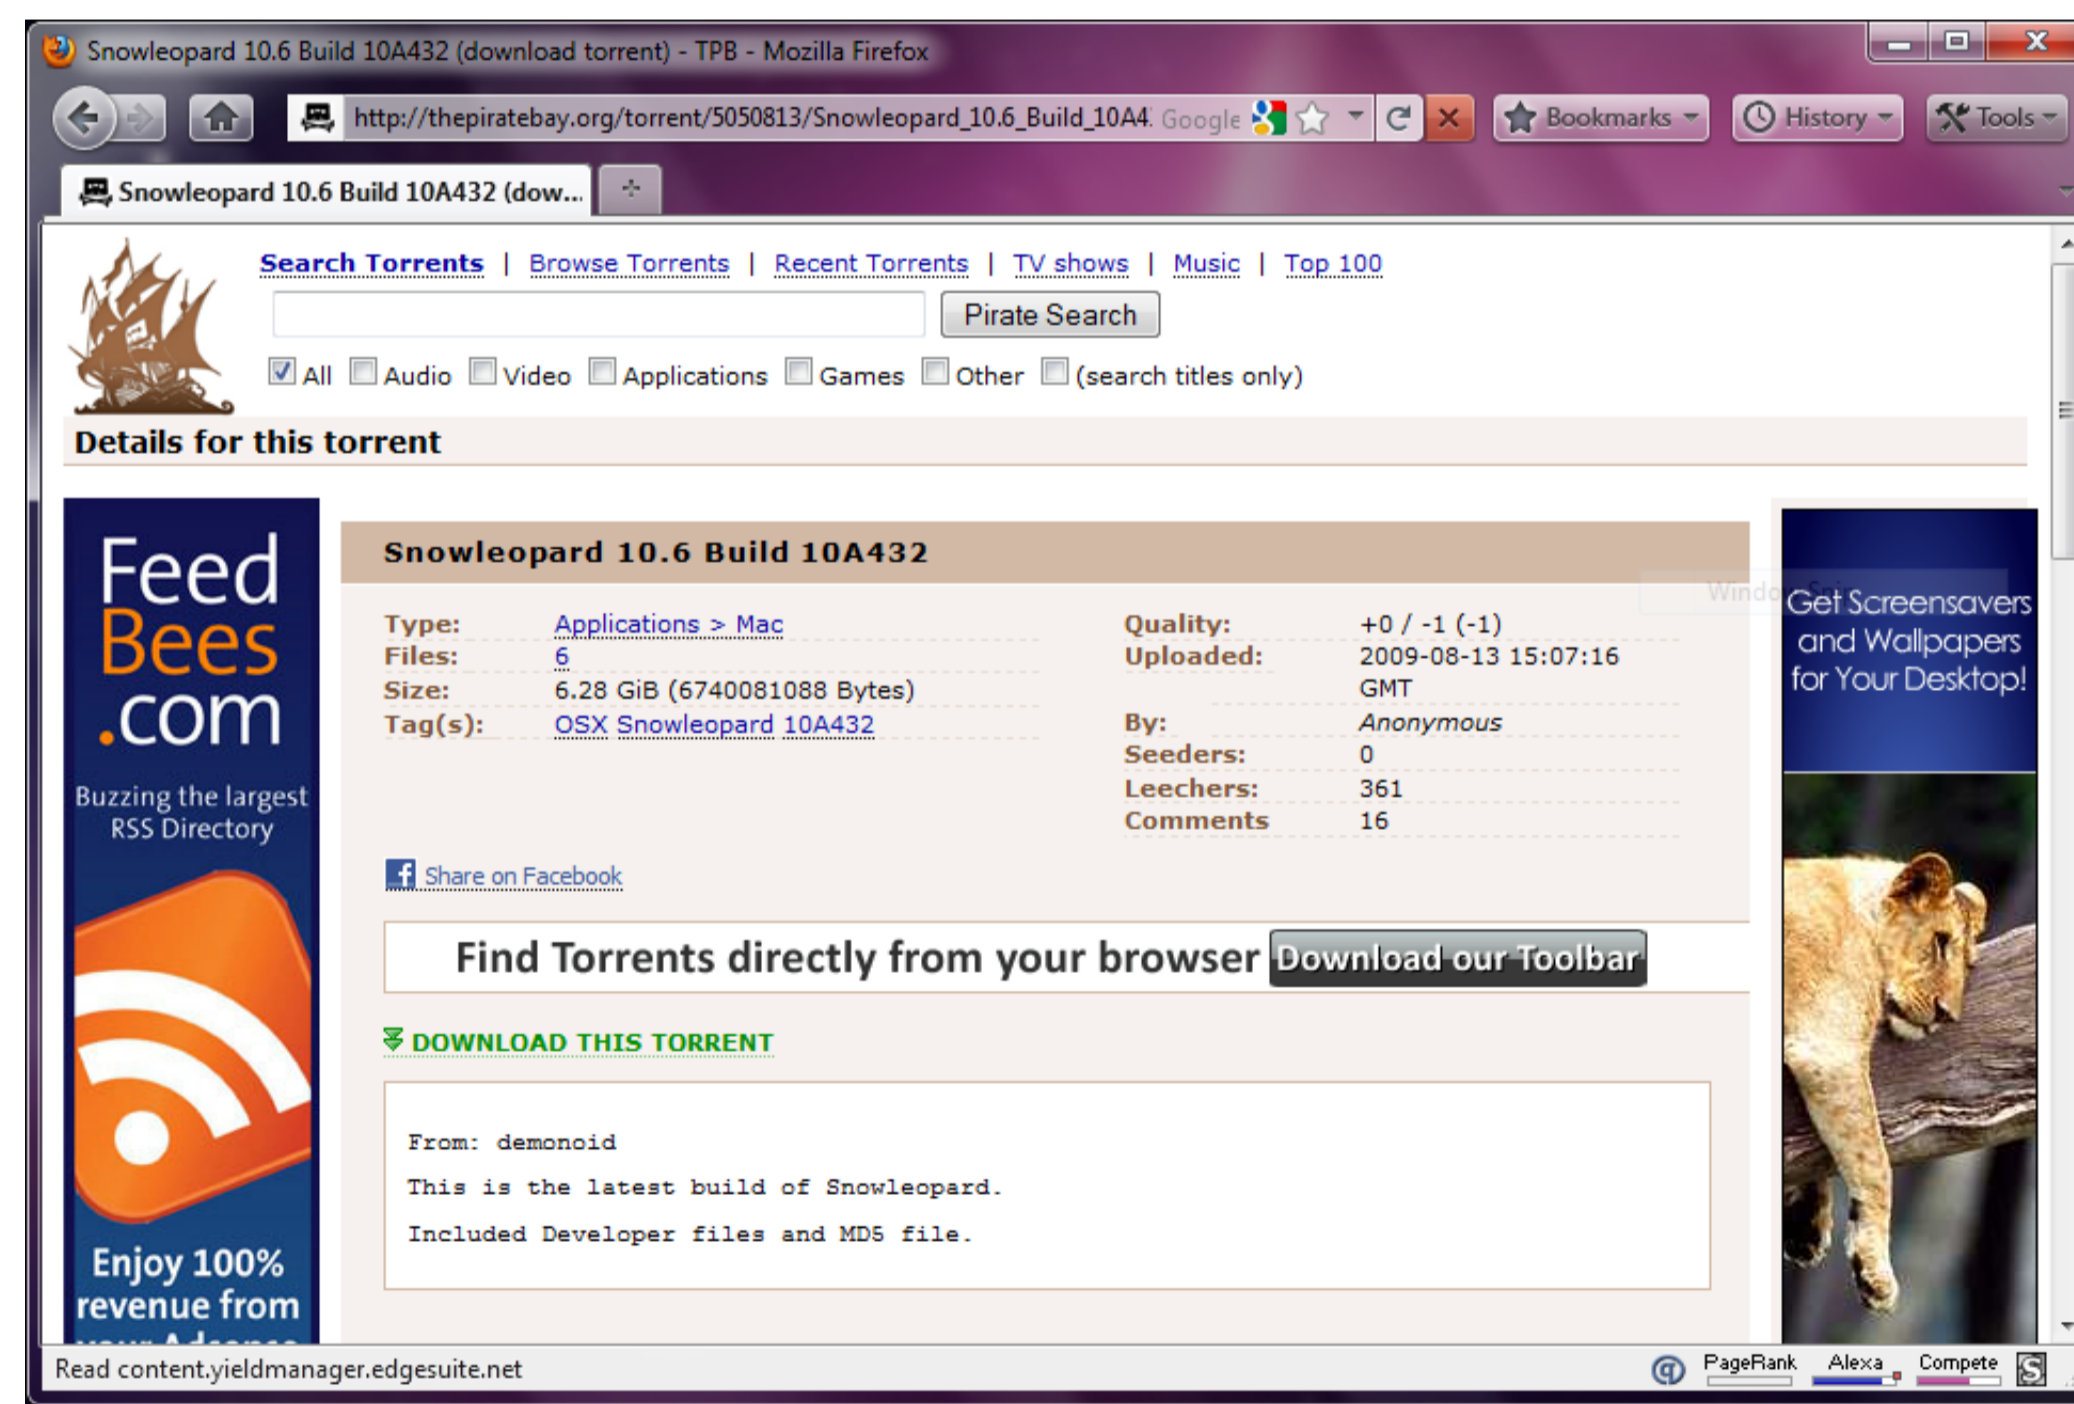 Snowleopard 10.6 Build 10A432 (download torrent) - TPB - Mozilla Firefox
http://thepiratebay.org/torrent/5050813/Snowleopard_10.6_Build_10A4 Google Bookmarks History Tools
Snowleopard 10.6 Build 10A432 (dow...
Search Torrents | Browse Torrents | Recent Torrents | TV shows | Music | Top 100
Pirate Search
All Audio Video Applications Games Other (search titles only)
Details for this torrent
Feed
Bees
.com
Buzzing the largest
RSS Directory
Enjoy 100%
revenue from
your Adsense
Snowleopard 10.6 Build 10A432
Type: Applications > Mac
Files: 6
Size: 6.28 GiB (6740081088 Bytes)
Tag(s): OSX Snowleopard 10A432
Quality: +0 / -1 (-1)
Uploaded: 2009-08-13 15:07:16
GMT
By: Anonymous
Seeders: 0
Leechers: 361
Comments 16
Share on Facebook
Find Torrents directly from your browser Download our Toolbar
DOWNLOAD THIS TORRENT
From: demonoid
This is the latest build of Snowleopard.
Included Developer files and MD5 file.
Window Snip
Get Screensavers
and Wallpapers
for Your Desktop!
Read content.yieldmanager.edgesuite.net
PageRank Alexa Compete